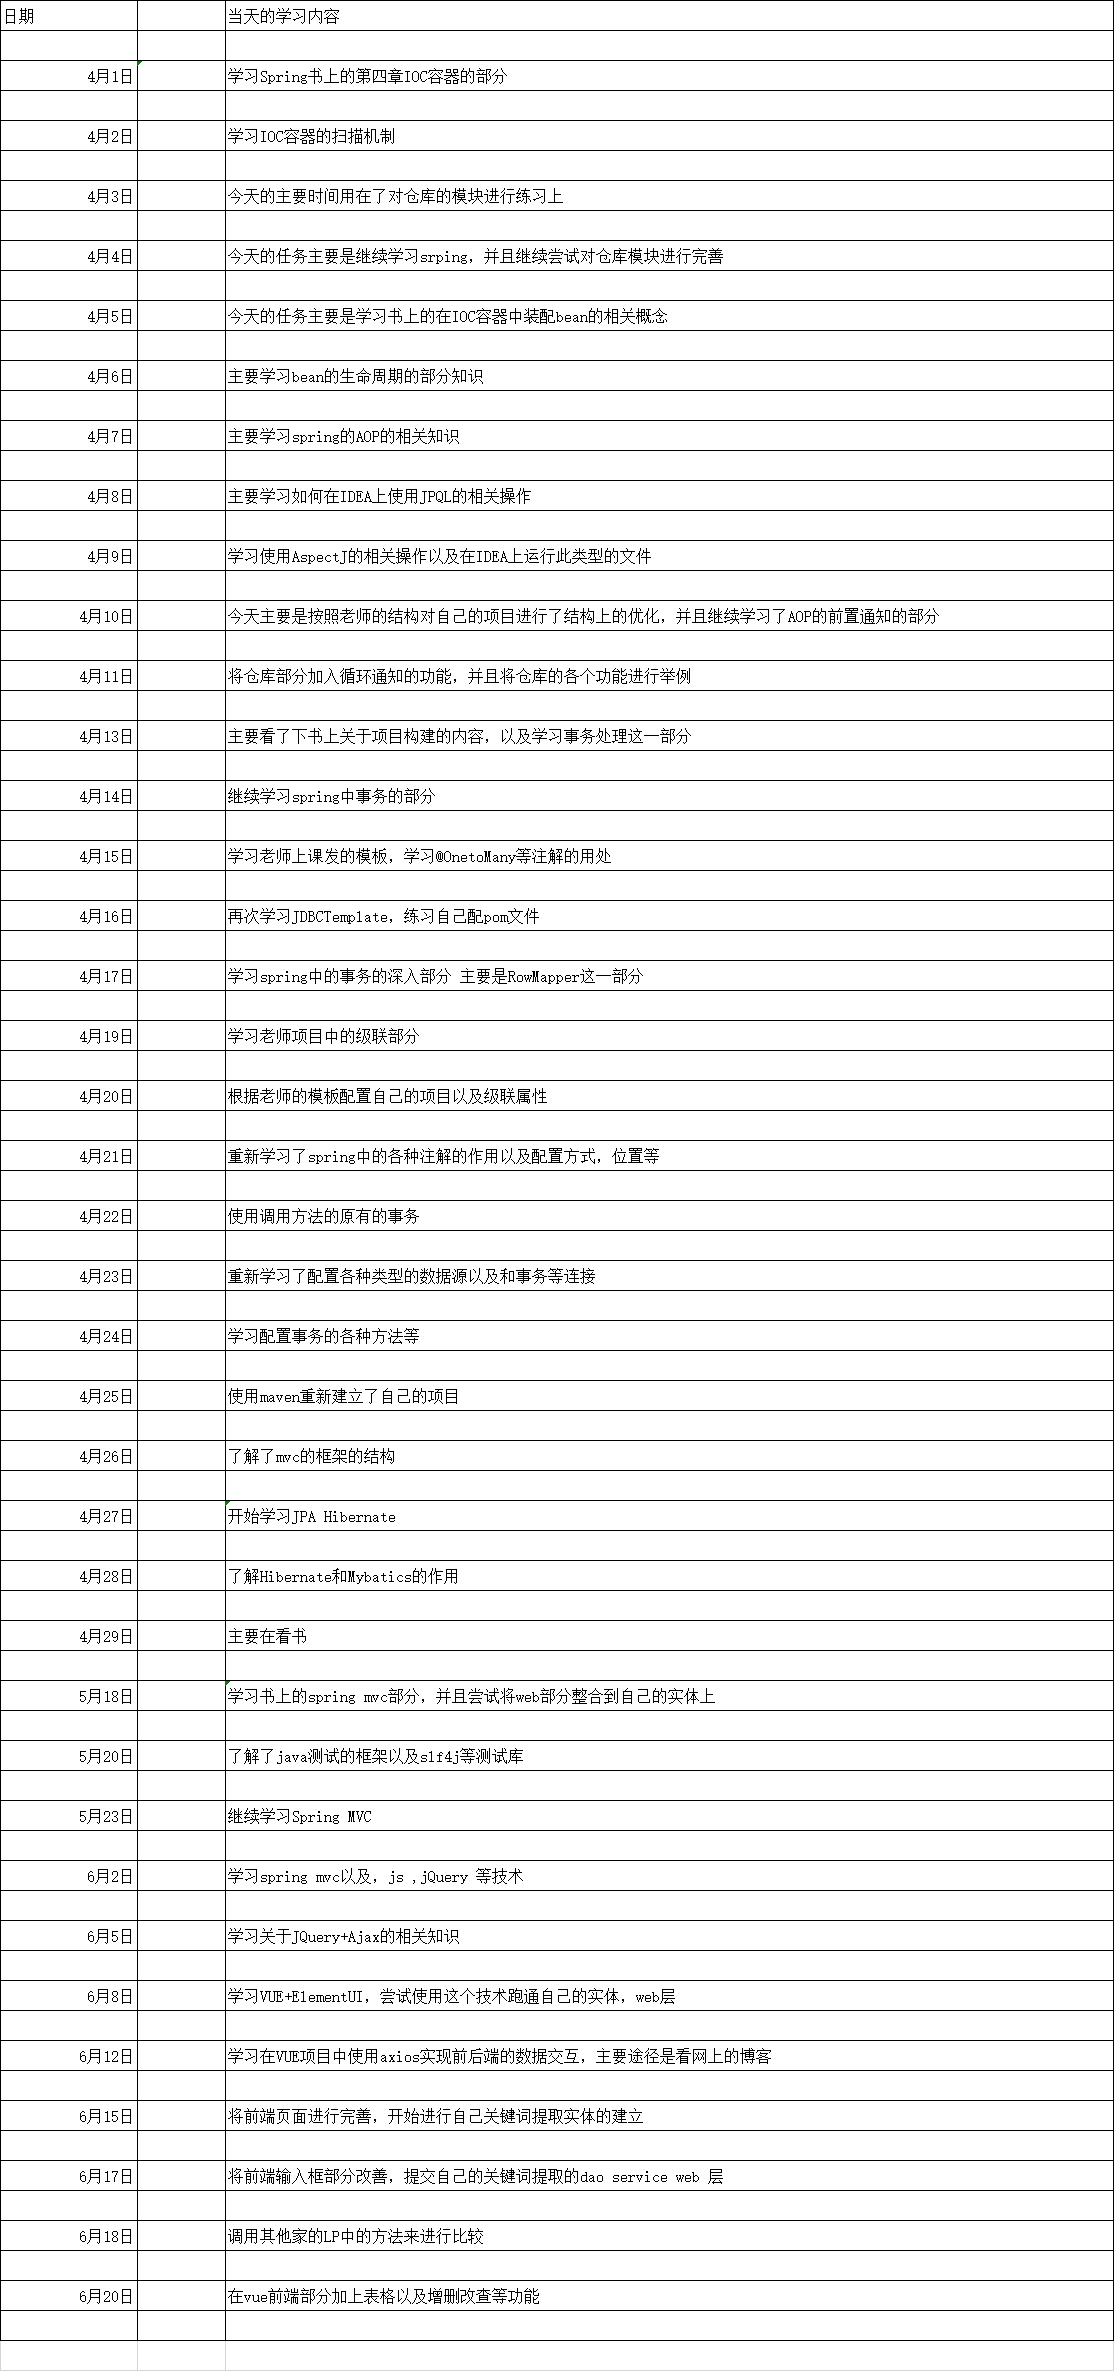 日期 当天的学习内容
4月1日 学习Spring书上的第四章IOC容器的部分
4月2日 学习IOC容器的扫描机制
4月3日 今天的主要时间用在了对仓库的模块进行练习上
4月4日 今天的任务主要是继续学习srping，并且继续尝试对仓库模块进行完善
4月5日 今天的任务主要是学习书上的在IOC容器中装配bean的相关概念
4月6日 主要学习bean的生命周期的部分知识
4月7日 主要学习spring的AOP的相关知识
4月8日 主要学习如何在IDEA上使用JPQL的相关操作
4月9日 学习使用AspectJ的相关操作以及在IDEA上运行此类型的文件
4月10日 今天主要是按照老师的结构对自己的项目进行了结构上的优化，并且继续学习了AOP的前置通知的部分
4月11日 将仓库部分加入循环通知的功能，并且将仓库的各个功能进行举例
4月13日 主要看了下书上关于项目构建的内容，以及学习事务处理这一部分
4月14日 继续学习spring中事务的部分
4月15日 学习老师上课发的模板，学习@OnetoMany等注解的用处
4月16日 再次学习JDBCTemplate，练习自己配pom文件
4月17日 学习spring中的事务的深入部分 主要是RowMapper这一部分
4月19日 学习老师项目中的级联部分
4月20日 根据老师的模板配置自己的项目以及级联属性
4月21日 重新学习了spring中的各种注解的作用以及配置方式，位置等
4月22日 使用调用方法的原有的事务
4月23日 重新学习了配置各种类型的数据源以及和事务等连接
4月24日 学习配置事务的各种方法等
4月25日 使用maven重新建立了自己的项目
4月26日 了解了mvc的框架的结构
4月27日 开始学习JPA Hibernate
4月28日 了解Hibernate和Mybatics的作用
4月29日 主要在看书
5月18日 学习书上的spring mvc部分，并且尝试将web部分整合到自己的实体上
5月20日 了解了java测试的框架以及slf4j等测试库
5月23日 继续学习Spring MVC
6月2日 学习spring mvc以及，js ,jQuery 等技术
6月5日 学习关于JQuery+Ajax的相关知识
6月8日 学习VUE+ElementUI，尝试使用这个技术跑通自己的实体，web层
6月12日 学习在VUE项目中使用axios实现前后端的数据交互，主要途径是看网上的博客
6月15日 将前端页面进行完善，开始进行自己关键词提取实体的建立
6月17日 将前端输入框部分改善，提交自己的关键词提取的dao service web 层
6月18日 调用其他家的LP中的方法来进行比较
6月20日 在vue前端部分加上表格以及增删改查等功能